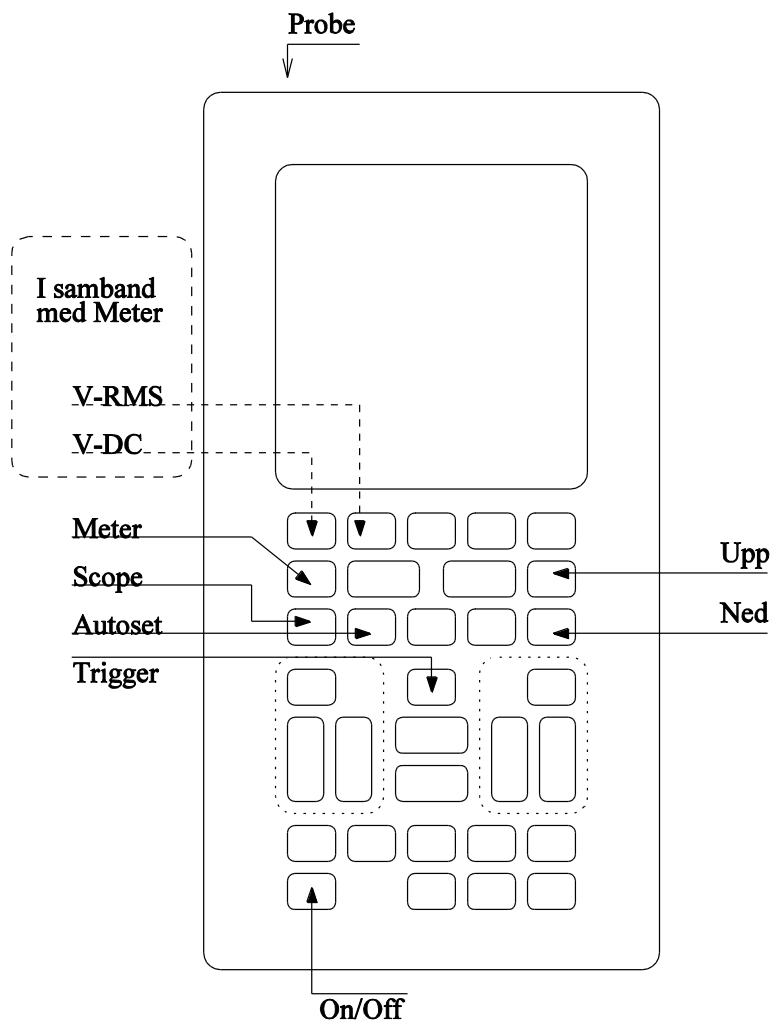 Probe
I samband
med Meter
V-RMS
V-DC
Meter
Scope
Autoset
Trigger
Upp
Ned
On/Off